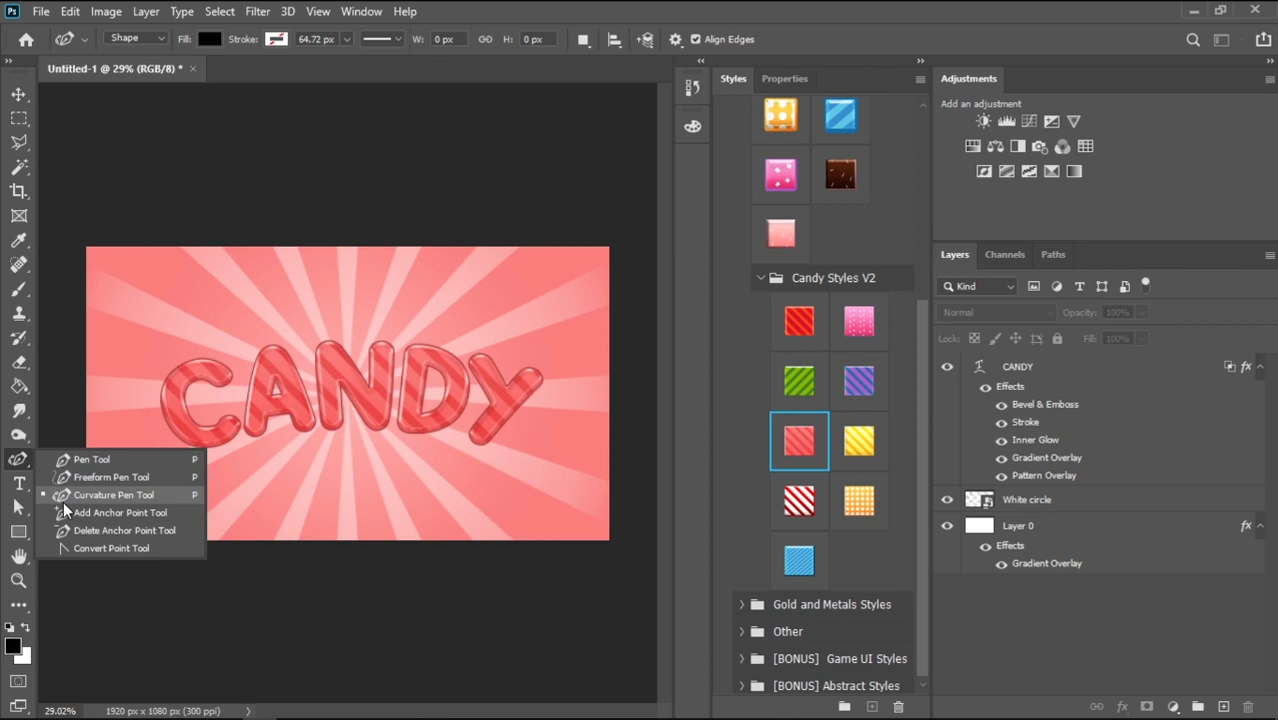 Ps File Edit Image Layer Type Select Filter 3D View Window Help
Shape Fill: Stroke: 64.72 px W: 0 px H: 0 px Align Edges
Untitled-1 @ 29% (RGB/8) *
Styles Properties
Candy Styles V2
Gold and Metals Styles
Other
[BONUS] Game UI Styles
[BONUS] Abstract Styles
Adjustments
Add an adjustment
Layers Channels Paths
Kind
Normal Opacity: 100%
Lock: Fill: 100%
CANDY fx
Effects
Bevel & Emboss
Stroke
Inner Glow
Gradient Overlay
Pattern Overlay
White circle
Layer 0 fx
Effects
Gradient Overlay
CANDY
Pen Tool P
Freeform Pen Tool P
Curvature Pen Tool P
Add Anchor Point Tool
Delete Anchor Point Tool
Convert Point Tool
29.02% 1920 px x 1080 px (300 ppi)
fx